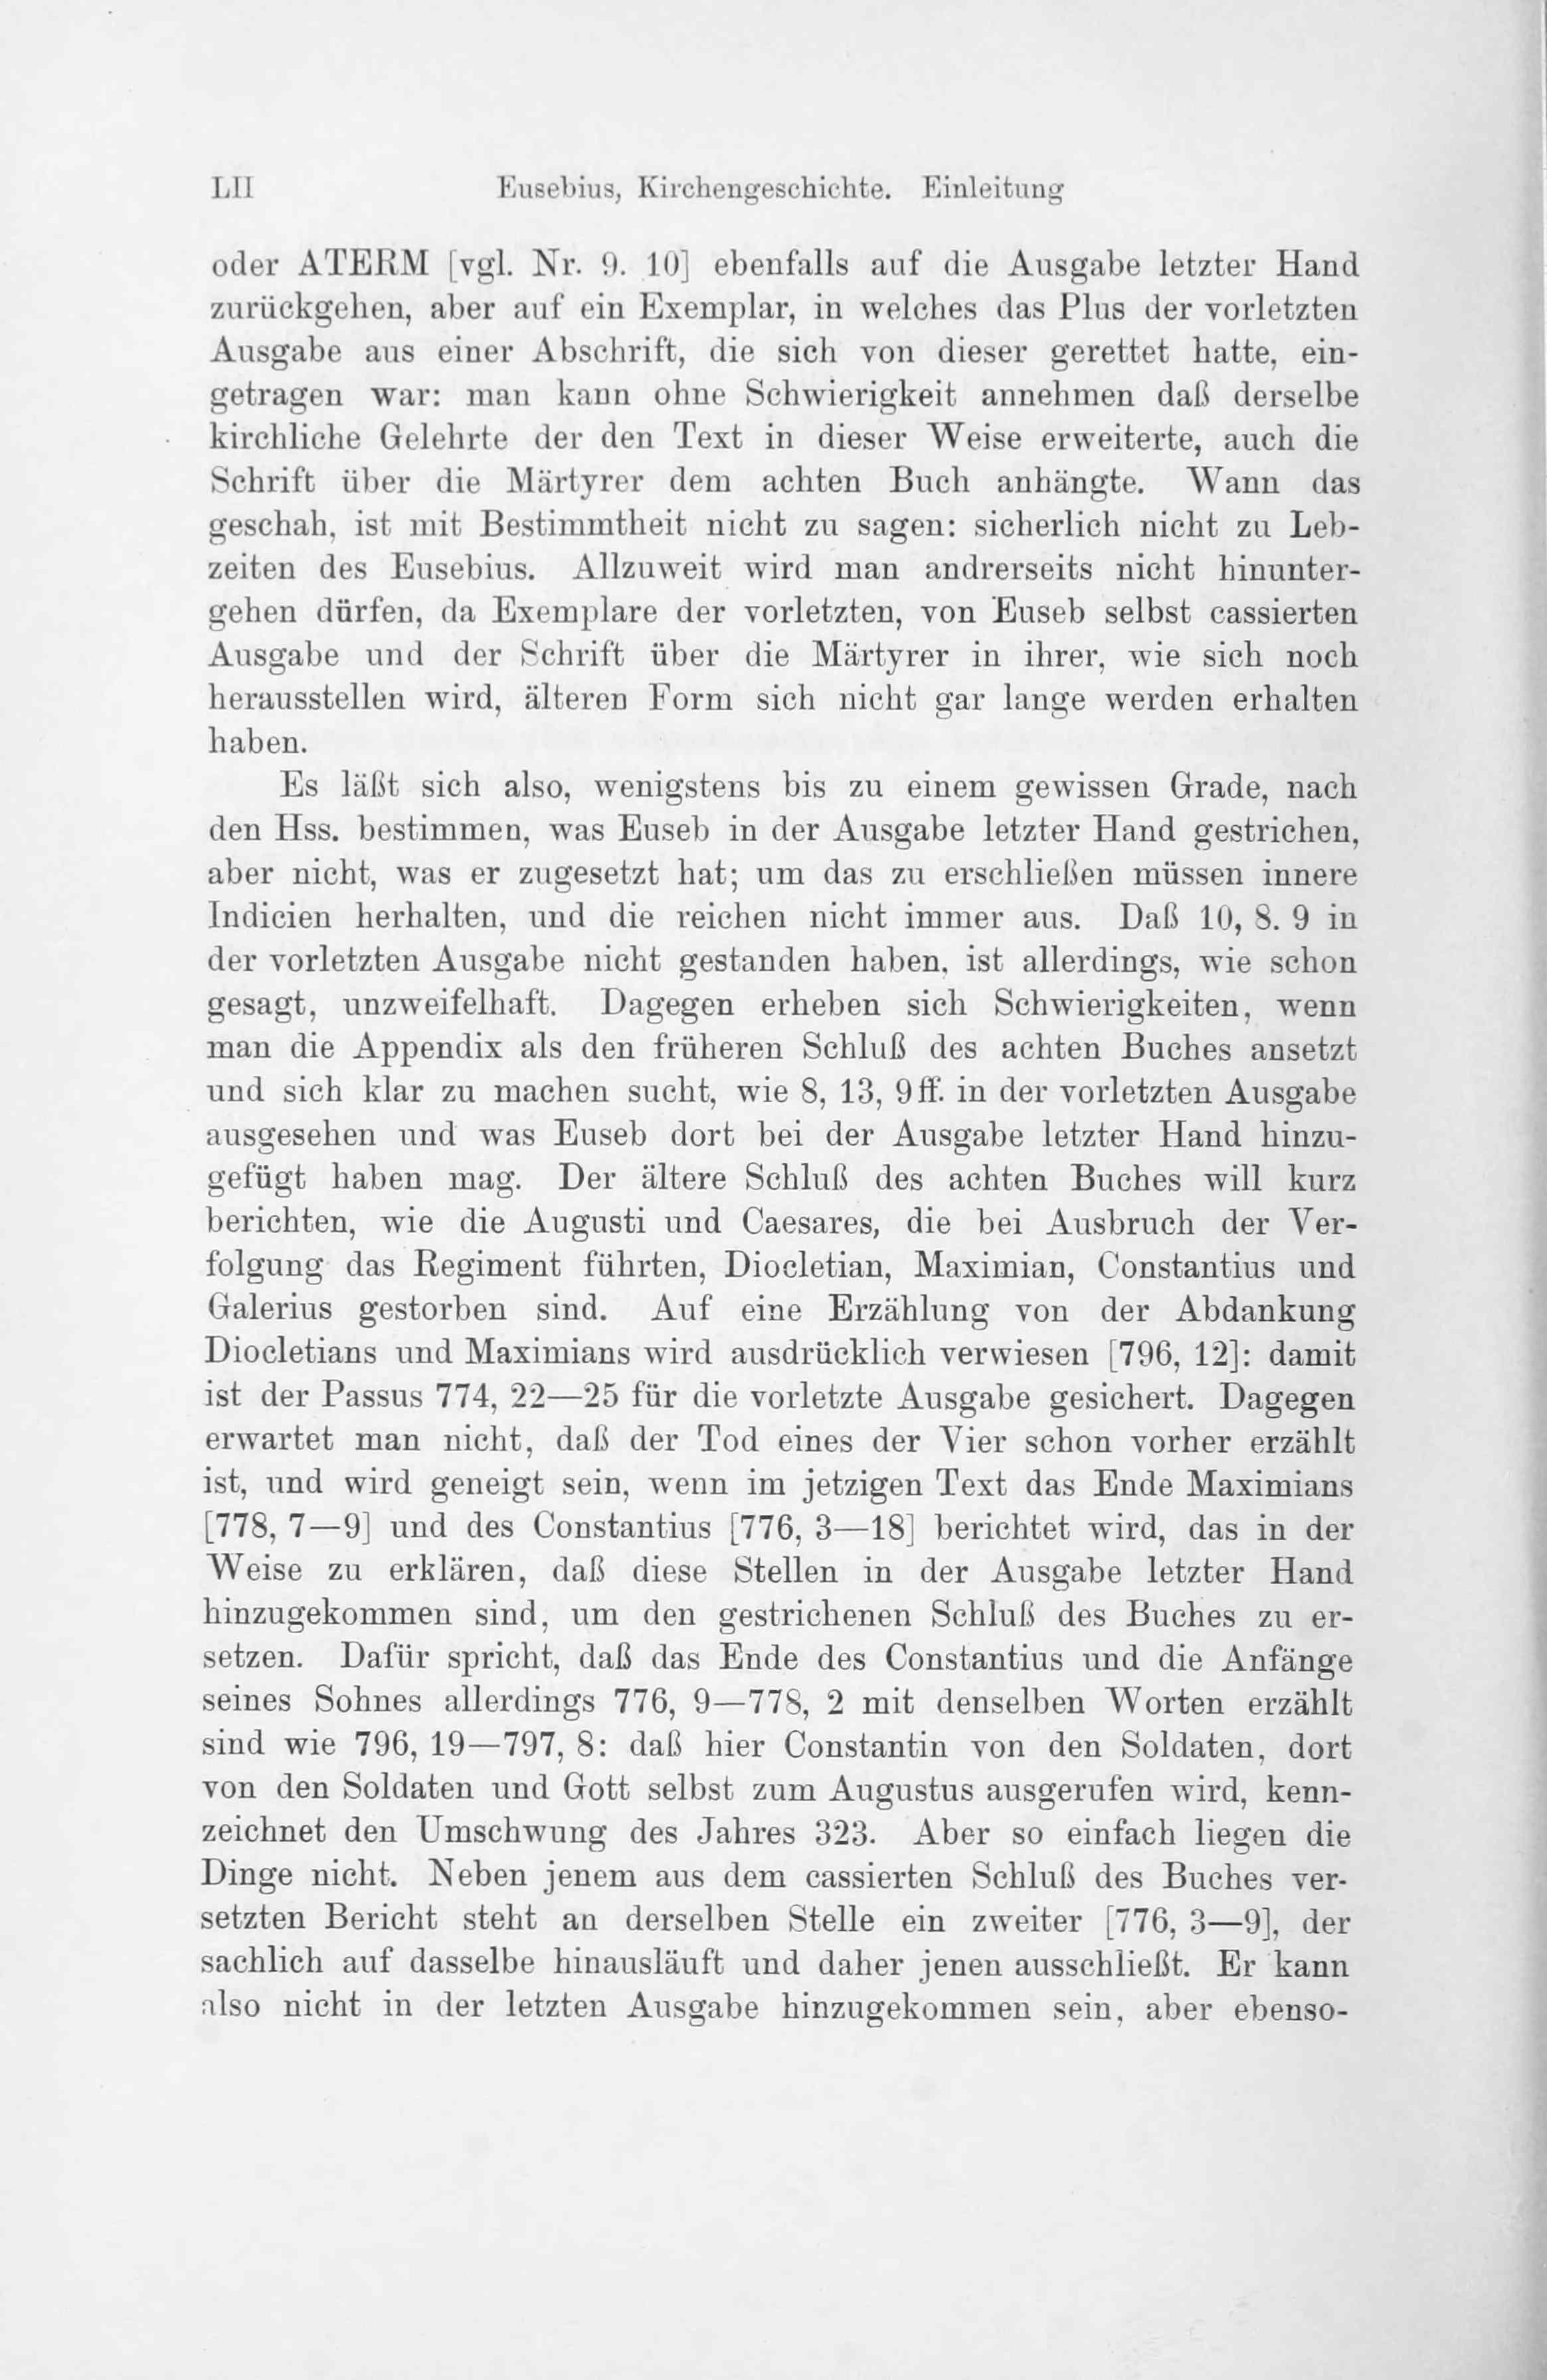 LII Eusebius, Kirchengeschichte. Einleitung
oder ATERM [vgl. Nr. 9. 10] ebenfalls auf die Ausgabe letzter Hand
zurückgehen, aber auf ein Exemplar, in welches das Plus der vorletzten
Ausgabe aus einer Abschrift, die sich von dieser gerettet hatte, ein-
getragen war: man kann ohne Schwierigkeit annehmen daß derselbe
kirchliche Gelehrte der den Text in dieser Weise erweiterte, auch die
Schrift über die Märtyrer dem achten Buch anhängte. Wann das
geschah, ist mit Bestimmtheit nicht zu sagen: sicherlich nicht zu Leb-
zeiten des Eusebius. Allzuweit wird man andrerseits nicht hinunter-
gehen dürfen, da Exemplare der vorletzten, von Euseb selbst cassierten
Ausgabe und der Schrift über die Märtyrer in ihrer, wie sich noch
herausstellen wird, älteren Form sich nicht gar lange werden erhalten
haben.
Es läßt sich also, wenigstens bis zu einem gewissen Grade, nach
den Hss. bestimmen, was Euseb in der Ausgabe letzter Hand gestrichen,
aber nicht, was er zugesetzt hat; um das zu erschließen müssen innere
Indicien herhalten, und die reichen nicht immer aus. Daß 10, 8. 9 in
der vorletzten Ausgabe nicht gestanden haben, ist allerdings, wie schon
gesagt, unzweifelhaft. Dagegen erheben sich Schwierigkeiten, wenn
man die Appendix als den früheren Schluß des achten Buches ansetzt
und sich klar zu machen sucht, wie 8, 13, 9 ff. in der vorletzten Ausgabe
ausgesehen und was Euseb dort bei der Ausgabe letzter Hand hinzu-
gefügt haben mag. Der ältere Schluß des achten Buches will kurz
berichten, wie die Augusti und Caesares, die bei Ausbruch der Ver-
folgung das Regiment führten, Diocletian, Maximian, Constantius und
Galerius gestorben sind. Auf eine Erzählung von der Abdankung
Diocletians und Maximians wird ausdrücklich verwiesen [796, 12]: damit
ist der Passus 774, 22—25 für die vorletzte Ausgabe gesichert. Dagegen
erwartet man nicht, daß der Tod eines der Vier schon vorher erzählt
ist, und wird geneigt sein, wenn im jetzigen Text das Ende Maximians
[778, 7—9] und des Constantius [776, 3—18] berichtet wird, das in der
Weise zu erklären, daß diese Stellen in der Ausgabe letzter Hand
hinzugekommen sind, um den gestrichenen Schluß des Buches zu er-
setzen. Dafür spricht, daß das Ende des Constantius und die Anfänge
seines Sohnes allerdings 776, 9—778, 2 mit denselben Worten erzählt
sind wie 796, 19—797, 8: daß hier Constantin von den Soldaten, dort
von den Soldaten und Gott selbst zum Augustus ausgerufen wird, kenn-
zeichnet den Umschwung des Jahres 323. Aber so einfach liegen die
Dinge nicht. Neben jenem aus dem cassierten Schluß des Buches ver-
setzten Bericht steht an derselben Stelle ein zweiter [776, 3—9], der
sachlich auf dasselbe hinausläuft und daher jenen ausschließt. Er kann
also nicht in der letzten Ausgabe hinzugekommen sein, aber ebenso-